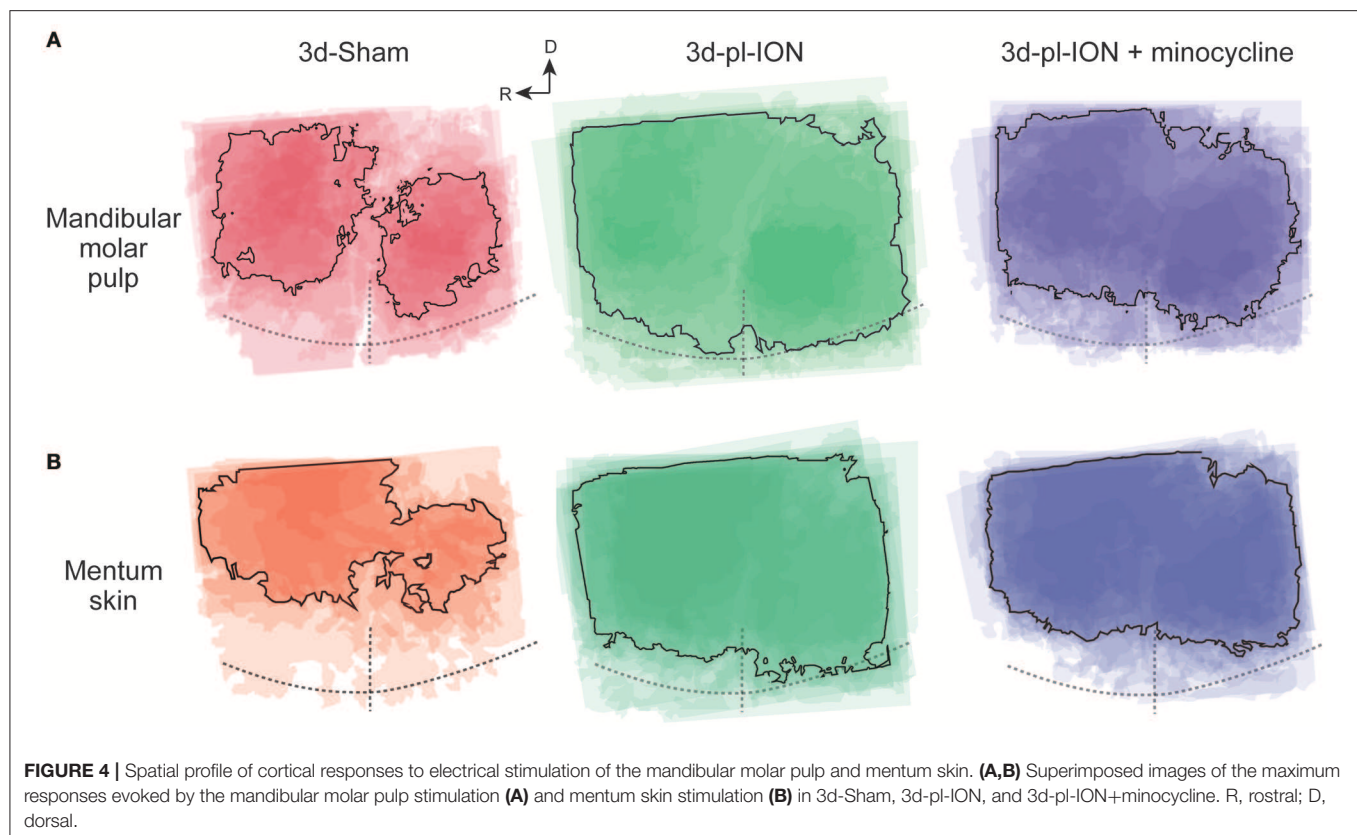 A
3d-Sham
3d-pl-ION
3d-pl-ION + minocycline
D
R
Mandibular
molar
pulp
B
Mentum
skin
FIGURE 4 | Spatial profile of cortical responses to electrical stimulation of the mandibular molar pulp and mentum skin. (A,B) Superimposed images of the maximum
responses evoked by the mandibular molar pulp stimulation (A) and mentum skin stimulation (B) in 3d-Sham, 3d-pl-ION, and 3d-pl-ION+minocycline. R, rostral; D,
dorsal.